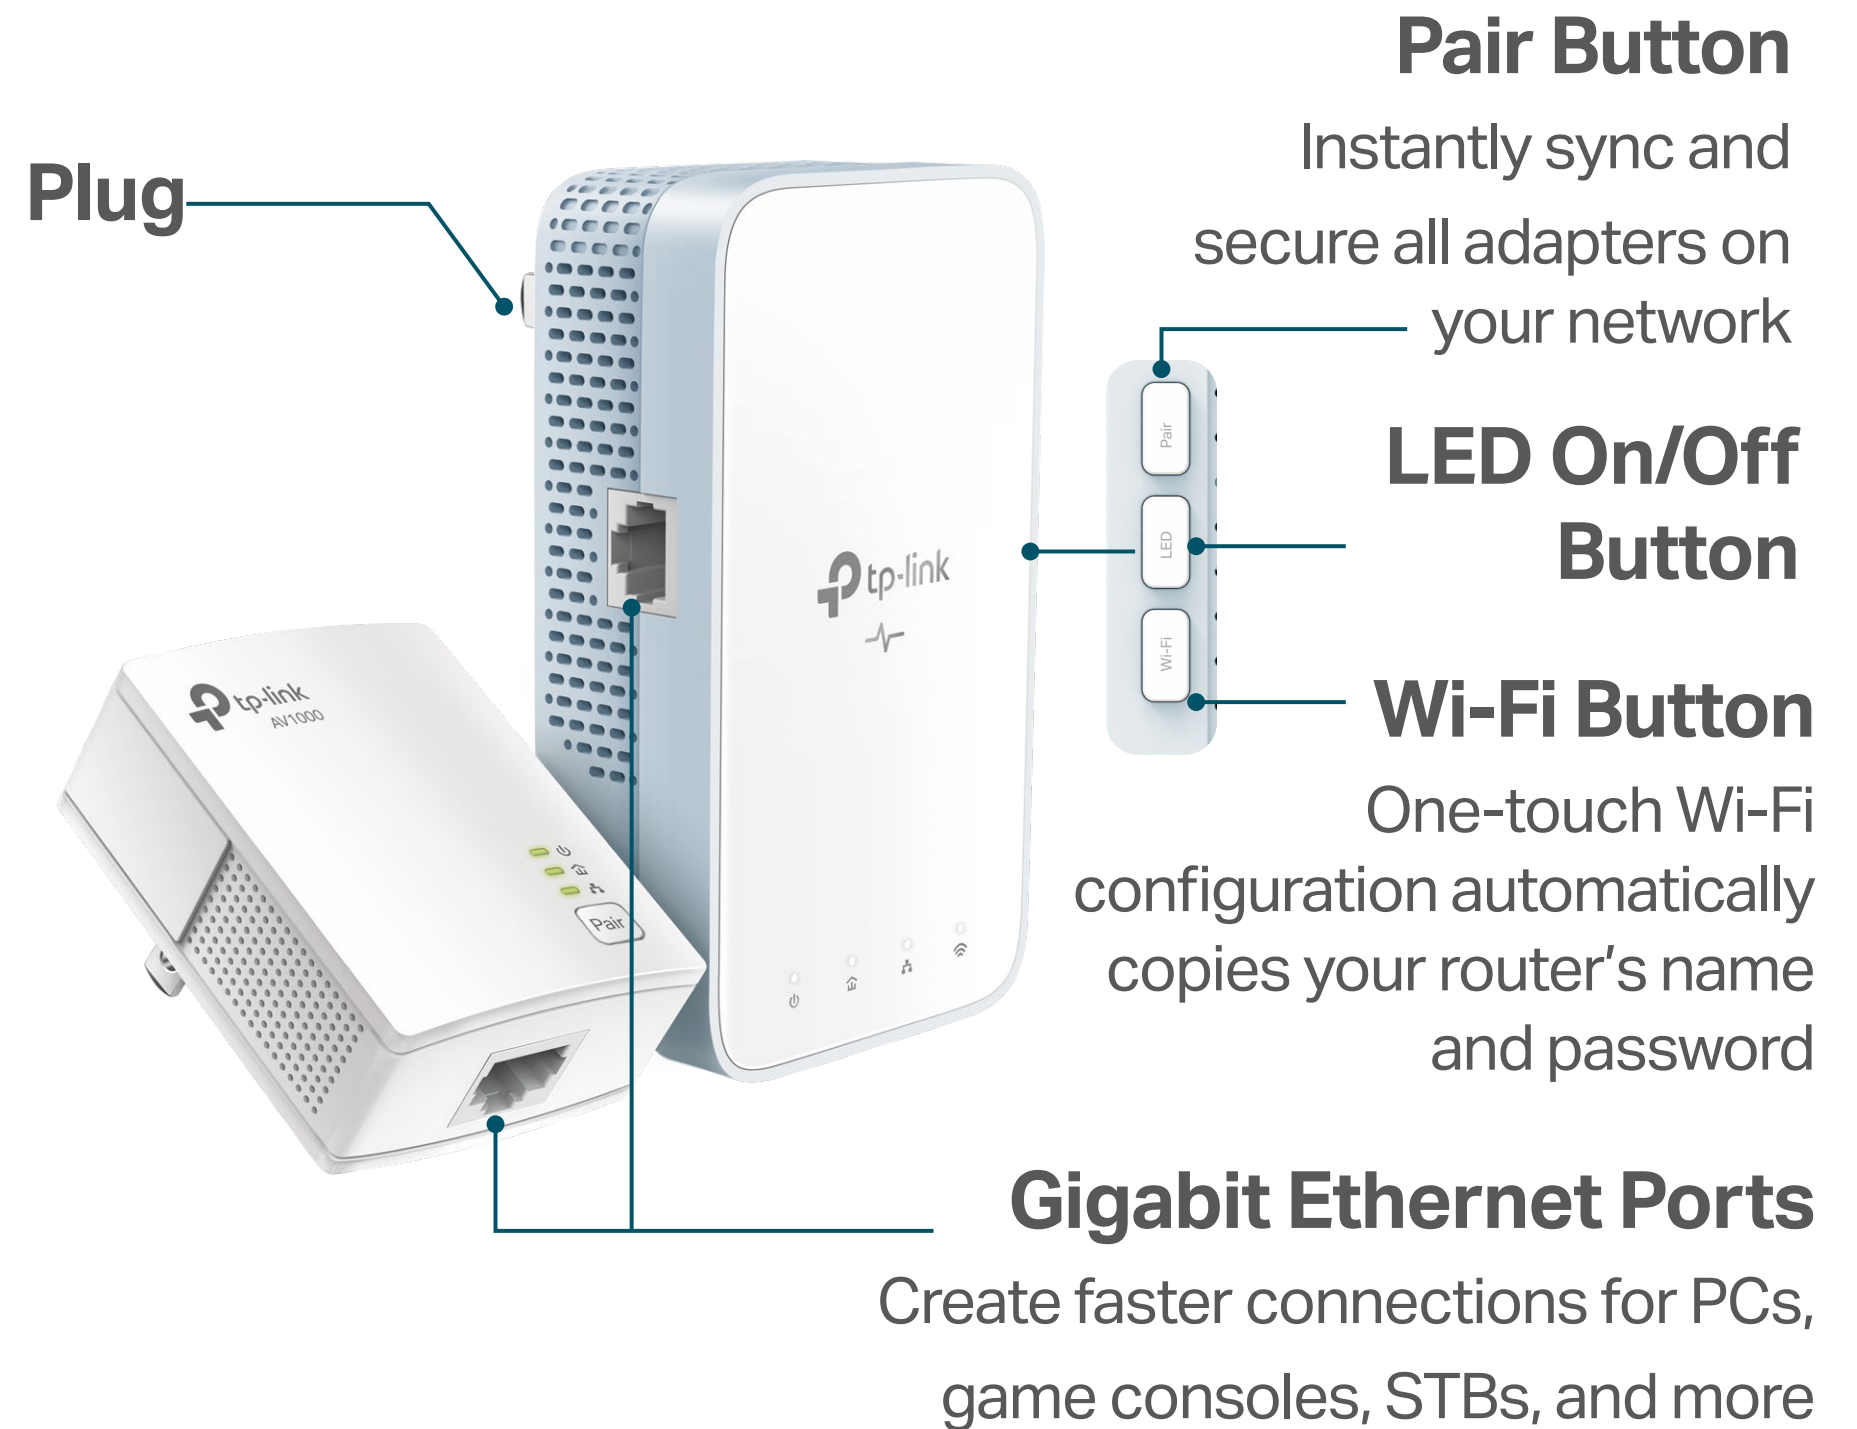 Pair Button
Instantly sync and
secure all adapters on
your network
Plug
Pair
LED
Wi-Fi
LED On/Off
Button
tp-link
tp-link
AV1000
Pair
Wi-Fi Button
One-touch Wi-Fi
configuration automatically
copies your router’s name
and password
Gigabit Ethernet Ports
Create faster connections for PCs,
game consoles, STBs, and more